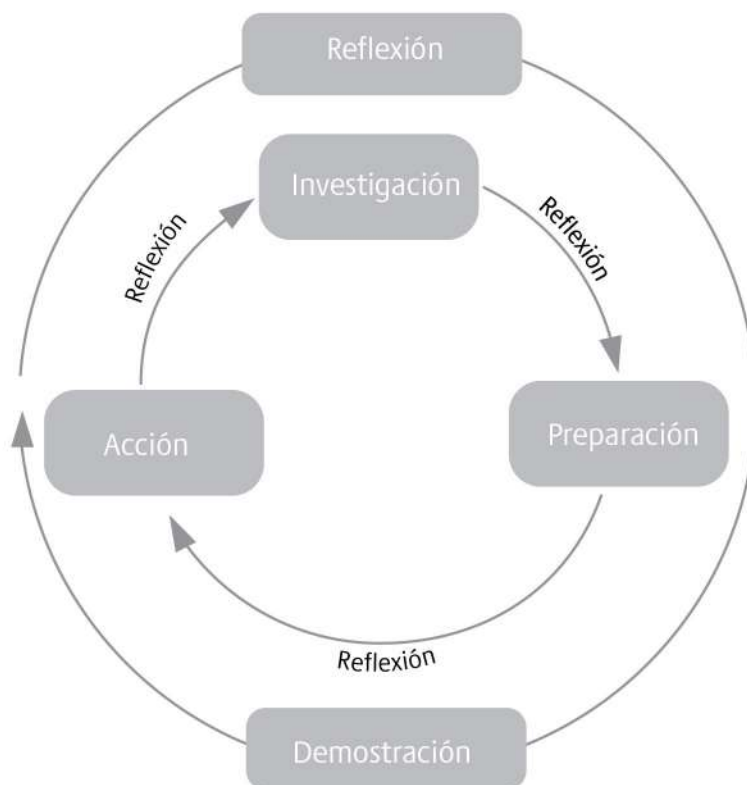 Reflexión
Investigación
Reflexión
Reflexión
Acción
Preparación
Reflexión
Demostración